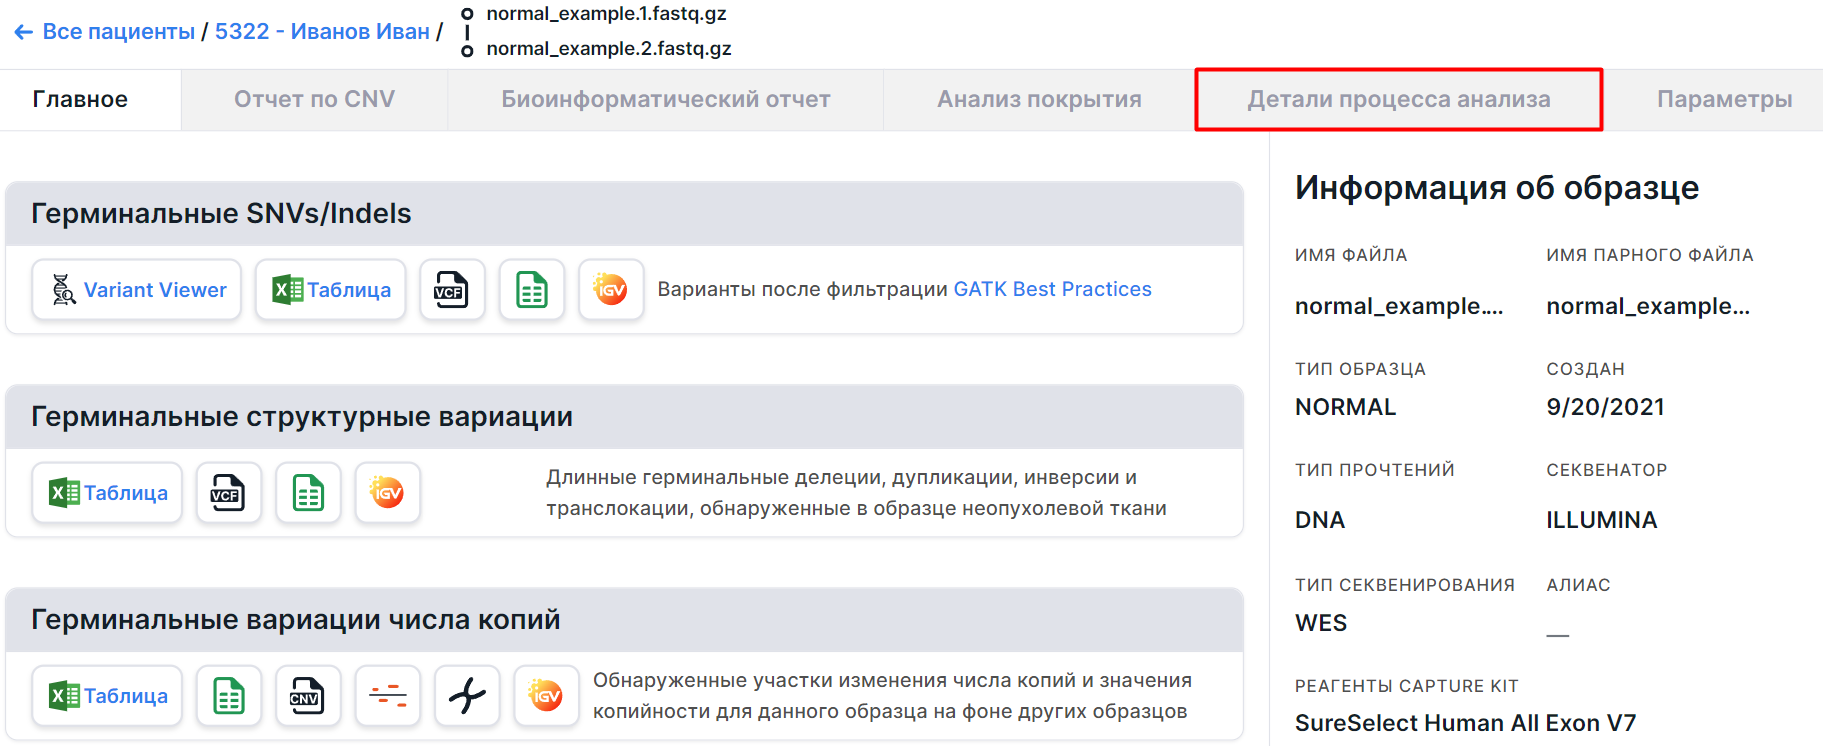 ← Все пациенты / 5322 - Иванов Иван /
normal_example.1.fastq.gz
normal_example.2.fastq.gz
Главное
Отчет по CNV
Биоинформатический отчет
Анализ покрытия
Детали процесса анализа
Параметры
Герминальные SNVs/Indels
Variant Viewer
Таблица
VCF
IGV
Варианты после фильтрации GATK Best Practices
Герминальные структурные вариации
Таблица
VCF
IGV
Длинные герминальные делеции, дупликации, инверсии и
транслокации, обнаруженные в образце неопухолевой ткани
Герминальные вариации числа копий
Таблица
CNV
IGV
Обнаруженные участки изменения числа копий и значения
копийности для данного образца на фоне других образцов
Информация об образце
ИМЯ ФАЙЛА
normal_example....
ИМЯ ПАРНОГО ФАЙЛА
normal_example...
ТИП ОБРАЗЦА
NORMAL
СОЗДАН
9/20/2021
ТИП ПРОЧТЕНИЙ
DNA
СЕКВЕНАТОР
ILLUMINA
ТИП СЕКВЕНИРОВАНИЯ
WES
АЛИАС
__
РЕАГЕНТЫ CAPTURE KIT
SureSelect Human All Exon V7